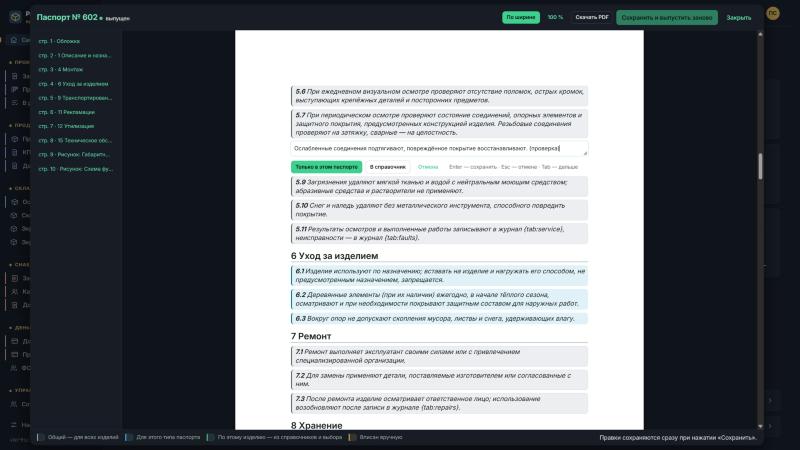 Паспорт № 602 • выпущен
По ширине
100 %
Скачать PDF
Сохранить и выпустить заново
Закрыть
ПС
стр. 1 · Обложка
стр. 2 · 1 Описание и назна...
стр. 3 · 4 Монтаж
стр. 4 · 6 Уход за изделием
стр. 5 · 9 Транспортирован...
стр. 6 · 11 Рекламации
стр. 7 · 12 Утилизация
стр. 8 · 15 Техническое обс...
стр. 9 · Рисунок: Габаритн...
стр. 10 · Рисунок: Схема фу...
5.6 При ежедневном визуальном осмотре проверяют отсутствие поломок, острых кромок,
выступающих крепёжных деталей и посторонних предметов.
5.7 При периодическом осмотре проверяют состояние соединений, опорных элементов и
защитного покрытия, предусмотренных конструкцией изделия. Резьбовые соединения
проверяют на затяжку, сварные — на целостность.
Ослабленные соединения подтягивают, повреждённое покрытие восстанавливают. (проверка
Только в этом паспорте
В справочник
Отмена
Enter — сохранить · Esc — отмена · Tab — дальше
5.9 Загрязнения удаляют мягкой тканью и водой с нейтральным моющим средством;
абразивные средства и растворители не применяют.
5.10 Снег и наледь удаляют без металлического инструмента, способного повредить
покрытие.
5.11 Результаты осмотров и выполненные работы записывают в журнал {tab:service},
неисправности — в журнал {tab:faults}.
6 Уход за изделием
6.1 Изделие используют по назначению; вставать на изделие и нагружать его способом, не
предусмотренным назначением, запрещается.
6.2 Деревянные элементы (при их наличии) ежегодно, в начале тёплого сезона,
осматривают и при необходимости покрывают защитным составом для наружных работ.
6.3 Вокруг опор не допускают скопления мусора, листвы и снега, удерживающих влагу.
7 Ремонт
7.1 Ремонт выполняет эксплуатант своими силами или с привлечением
специализированной организации.
7.2 Для замены применяют детали, поставляемые изготовителем или согласованные с
ним.
7.3 После ремонта изделие осматривает ответственное лицо; использование
возобновляют после записи в журнале {tab:repairs}.
8 Хранение
Общий — для всех изделий
Для этого типа паспорта
По этому изделию — из справочников и выбора
Вписан вручную
Правки сохраняются сразу при нажатии «Сохранить».